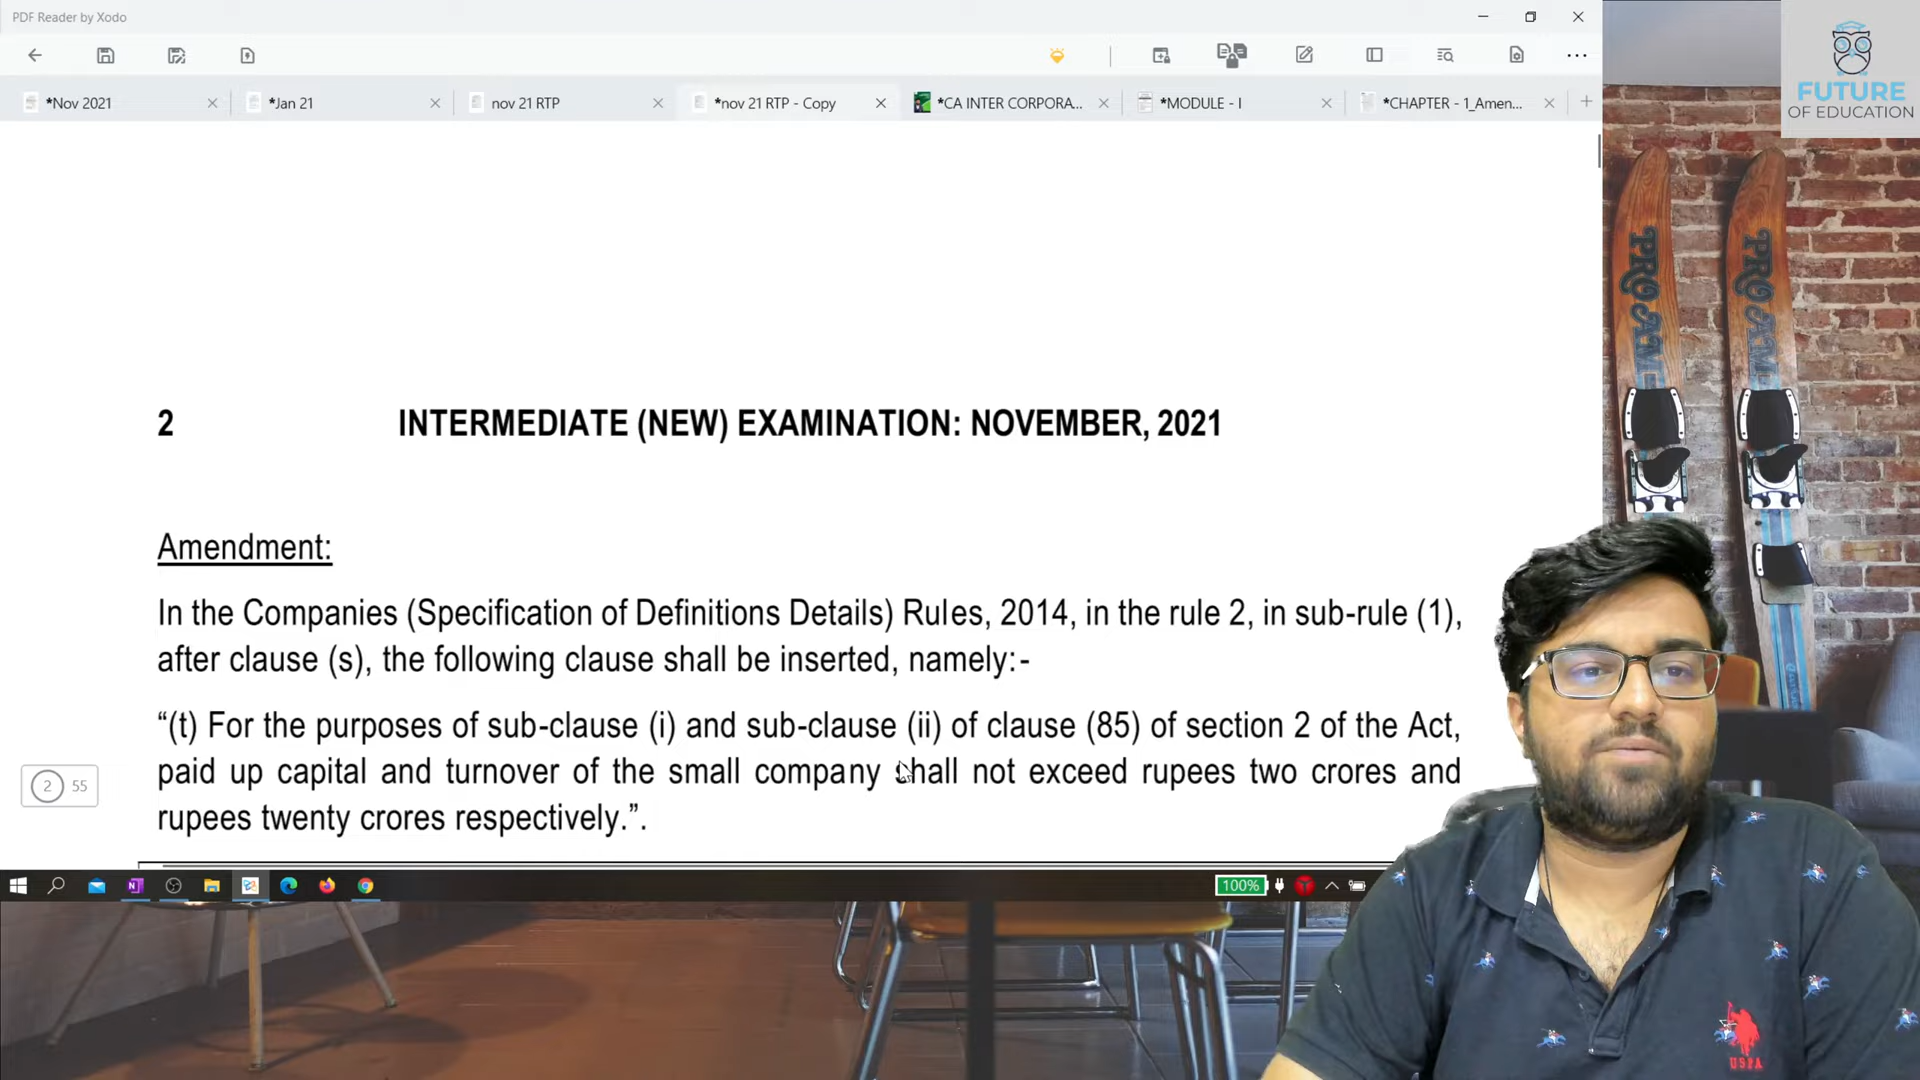 PDF Reader by Xodo
*Nov 2021
*Jan 21
nov 21 RTP
*nov 21 RTP - Copy
*CA INTER CORPORA...
*MODULE - I
*CHAPTER - 1_Amen...
FUTURE
OF EDUCATION
2 INTERMEDIATE (NEW) EXAMINATION: NOVEMBER, 2021
Amendment:
In the Companies (Specification of Definitions Details) Rules, 2014, in the rule 2, in sub-rule (1),
after clause (s), the following clause shall be inserted, namely:-
“(t) For the purposes of sub-clause (i) and sub-clause (ii) of clause (85) of section 2 of the Act,
paid up capital and turnover of the small company shall not exceed rupees two crores and
rupees twenty crores respectively.”.
2 55
100%
PRO AM
PRO AM
USPA